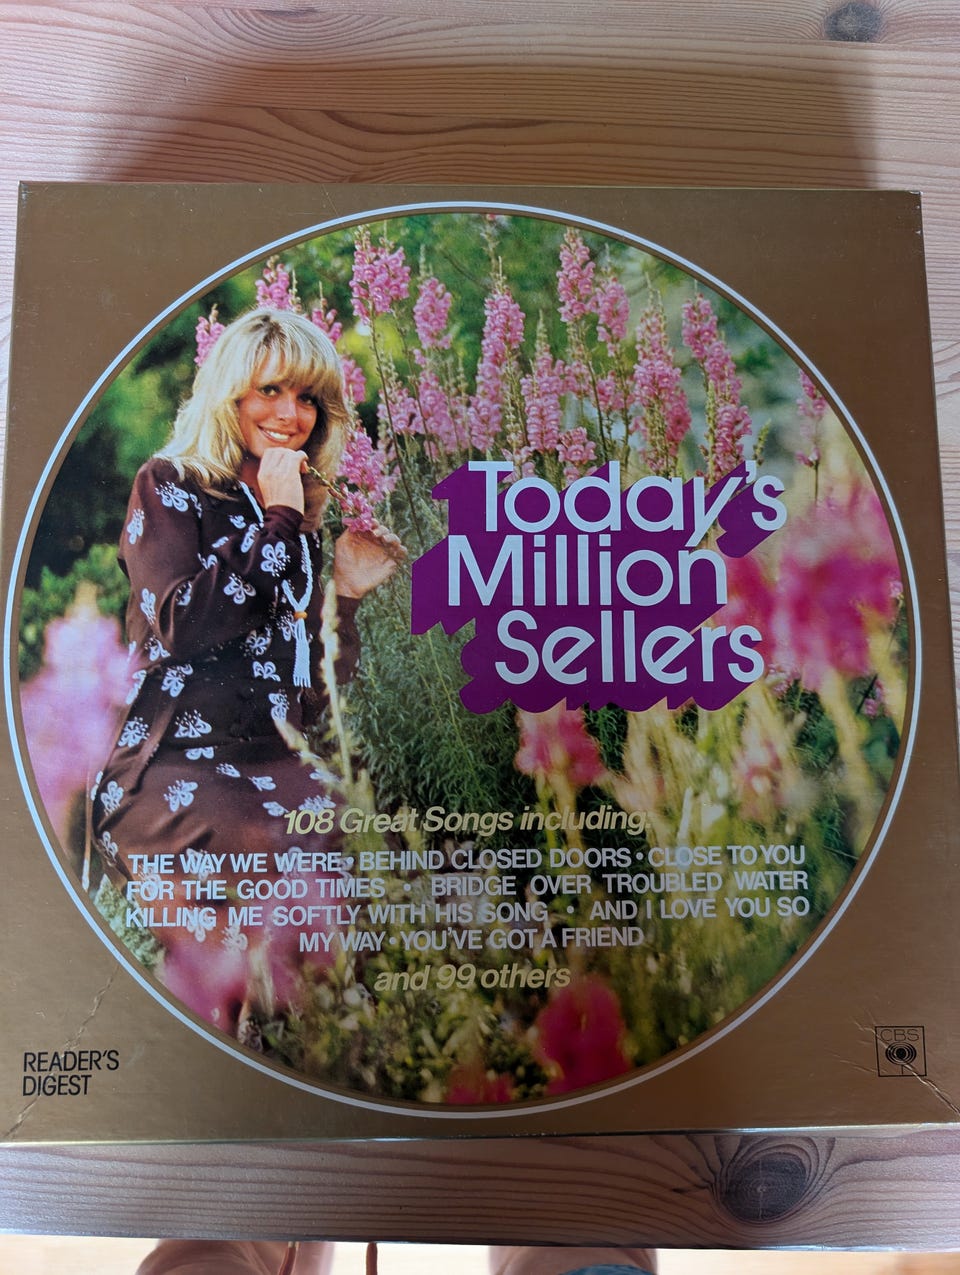 Today's
Million
Sellers
108 Great Songs including:
THE WAY WE WERE • BEHIND CLOSED DOORS • CLOSE TO YOU
FOR THE GOOD TIMES • BRIDGE OVER TROUBLED WATER
KILLING ME SOFTLY WITH HIS SONG • AND I LOVE YOU SO
MY WAY • YOU'VE GOT A FRIEND
and 99 others
READER'S
DIGEST
CBS